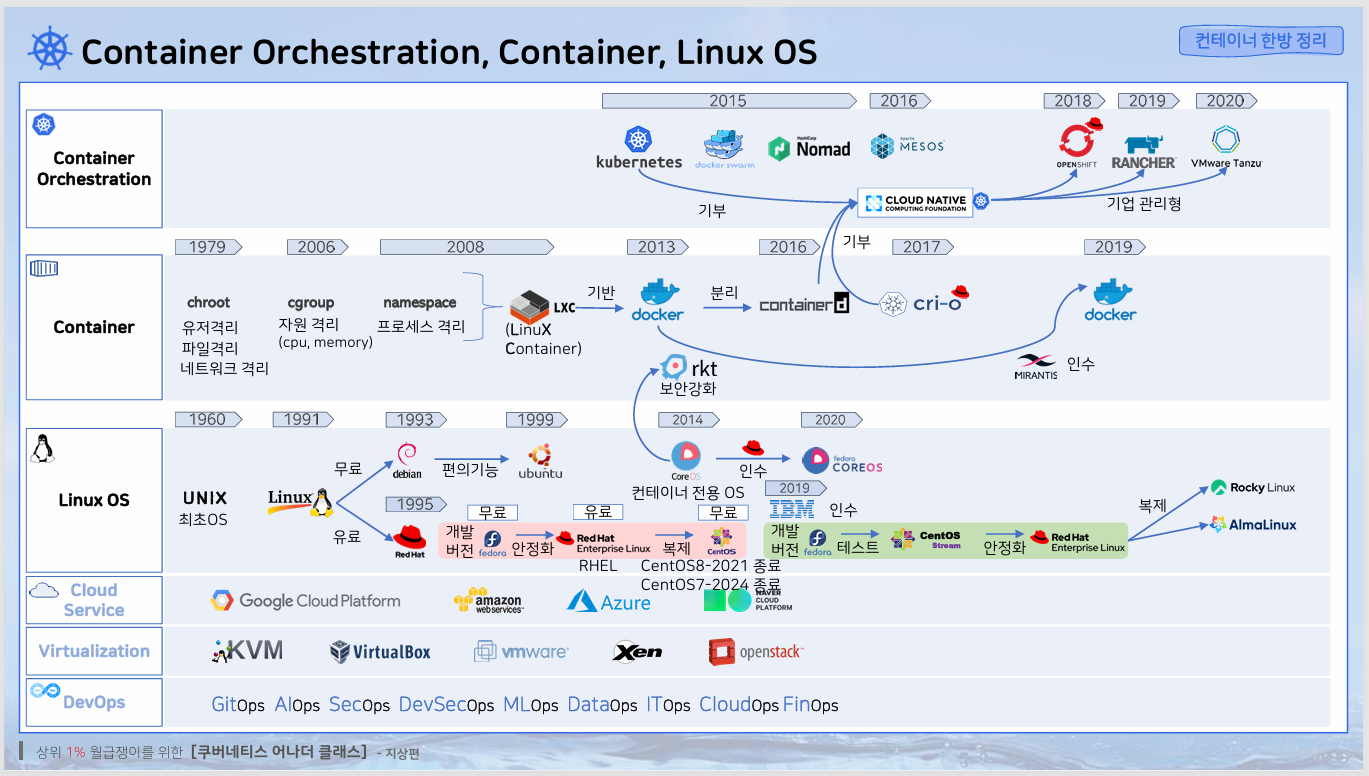 Container Orchestration, Container, Linux OS
컨테이너 한방 정리
2015
2016
2018
2019
2020
Container
Orchestration
kubernetes
docker swarm
HashiCorp
Nomad
Apache
MESOS
OPENSHIFT
RANCHER
VMware Tanzu
기부
CLOUD NATIVE
COMPUTING FOUNDATION
기업 관리형
1979
2006
2008
2013
2016
기부
2017
2019
Container
chroot
유저격리
파일격리
네트워크 격리
cgroup
자원 격리
(cpu, memory)
namespace
프로세스 격리
LXC
(LinuX
Container)
기반
docker
분리
containerd
cri-o
docker
MIRANTIS
인수
rkt
보안강화
1960
1991
1993
1999
2014
2020
Linux OS
UNIX
최초OS
Linux
무료
유료
debian
편의기능
ubuntu
CoreOS
컨테이너 전용 OS
인수
fedora
COREOS
1995
Red Hat
무료
유료
무료
개발
버전
fedora
안정화
Red Hat
Enterprise Linux
복제
CentOS
RHEL
CentOS8-2021 종료
CentOS7-2024 종료
2019
IBM
인수
개발
버전
fedora
테스트
CentOS
Stream
안정화
Red Hat
Enterprise Linux
복제
Rocky Linux
AlmaLinux
Cloud
Service
Google Cloud Platform
amazon
web services™
Azure
NAVER
CLOUD
PLATFORM
Virtualization
KVM
VirtualBox
vmware
Xen
openstack™
DevOps
GitOps AIOps SecOps DevSecOps MLOps DataOps ITOps CloudOps FinOps
상위 1% 월급쟁이를 위한 [쿠버네티스 어나더 클래스] - 지상편